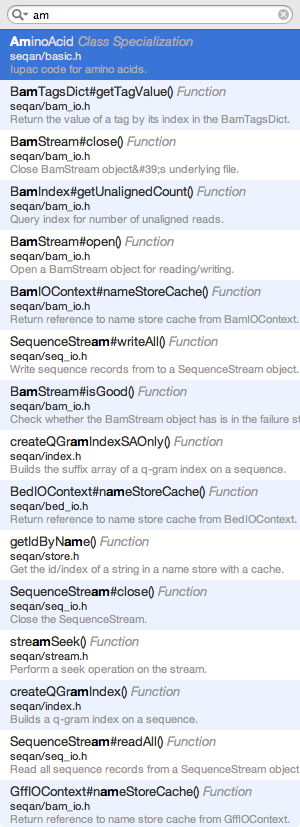 am
AminoAcid Class Specialization
seqan/basic.h
Iupac code for amino acids.
BamTagsDict#getTagValue() Function
seqan/bam_io.h
Return the value of a tag by its index in the BamTagsDict.
BamStream#close() Function
seqan/bam_io.h
Close BamStream object&#39;s underlying file.
BamIndex#getUnalignedCount() Function
seqan/bam_io.h
Query index for number of unaligned reads.
BamStream#open() Function
seqan/bam_io.h
Open a BamStream object for reading/writing.
BamIOContext#nameStoreCache() Function
seqan/bam_io.h
Return reference to name store cache from BamIOContext.
SequenceStream#writeAll() Function
seqan/seq_io.h
Write sequence records from to a SequenceStream object.
BamStream#isGood() Function
seqan/bam_io.h
Check whether the BamStream object has is in the failure st
createQGramIndexSAOnly() Function
seqan/index.h
Builds the suffix array of a q-gram index on a sequence.
BedIOContext#nameStoreCache() Function
seqan/bed_io.h
Return reference to name store cache from BedIOContext.
getIdByName() Function
seqan/store.h
Get the id/index of a string in a name store with a cache.
SequenceStream#close() Function
seqan/seq_io.h
Close the SequenceStream.
streamSeek() Function
seqan/stream.h
Perform a seek operation on the stream.
createQGramIndex() Function
seqan/index.h
Builds a q-gram index on a sequence.
SequenceStream#readAll() Function
seqan/seq_io.h
Read all sequence records from a SequenceStream object
GffIOContext#nameStoreCache() Function
seqan/bam_io.h
Return reference to name store cache from GffIOContext.